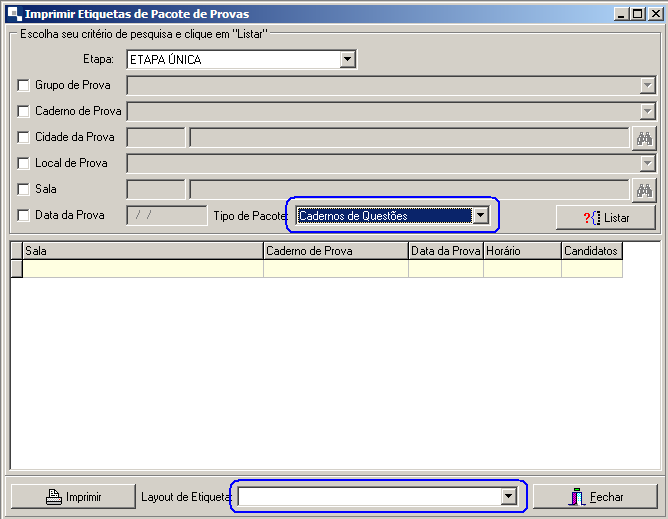 Imprimir Etiquetas de Pacote de Provas
Escolha seu critério de pesquisa e clique em "Listar"
Etapa: ETAPA ÚNICA
Grupo de Prova
Caderno de Prova
Cidade da Prova
Local de Prova
Sala
Data da Prova / / Tipo de Pacote: Cadernos de Questões ?{ Listar
Sala Caderno de Prova Data da Prova Horário Candidatos
Imprimir Layout de Etiqueta: Fechar